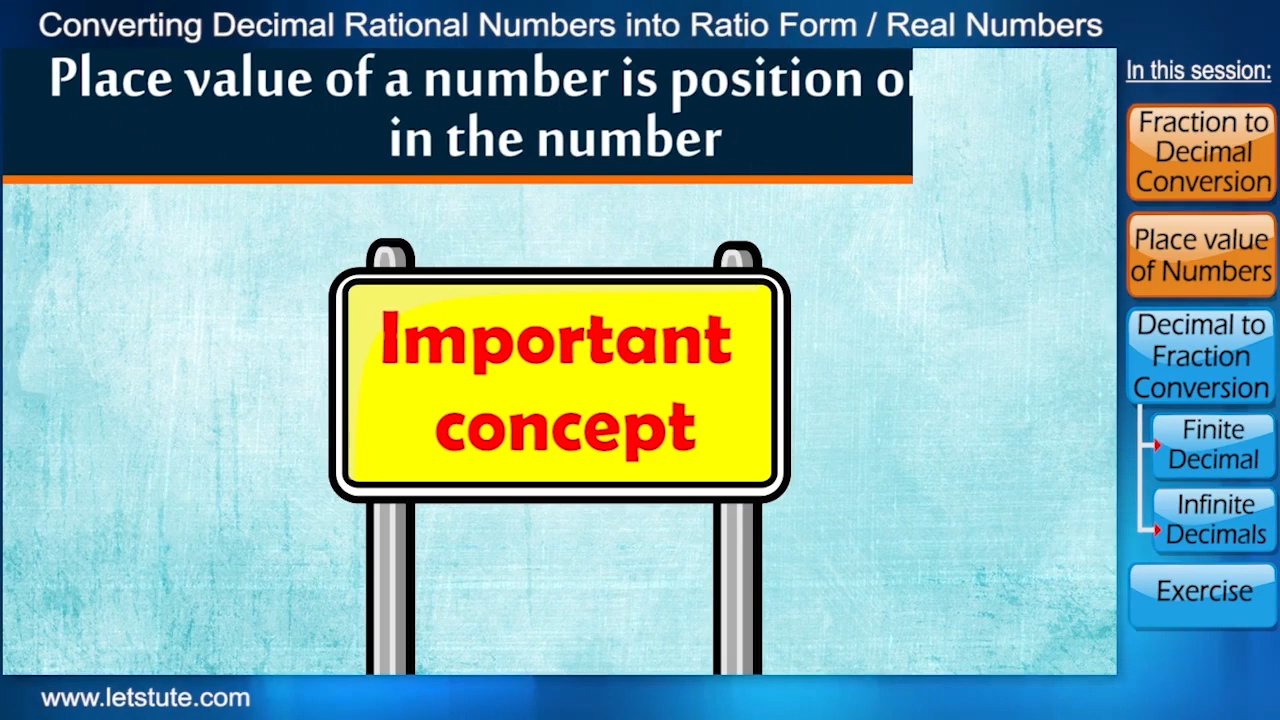 Converting Decimal Rational Numbers into Ratio Form / Real Numbers
Place value of a number is position
in the number
Important
concept
In this session:
Fraction to
Decimal
Conversion
Place value
of Numbers
Decimal to
Fraction
Conversion
Finite
Decimal
Infinite
Decimals
Exercise
www.letstute.com